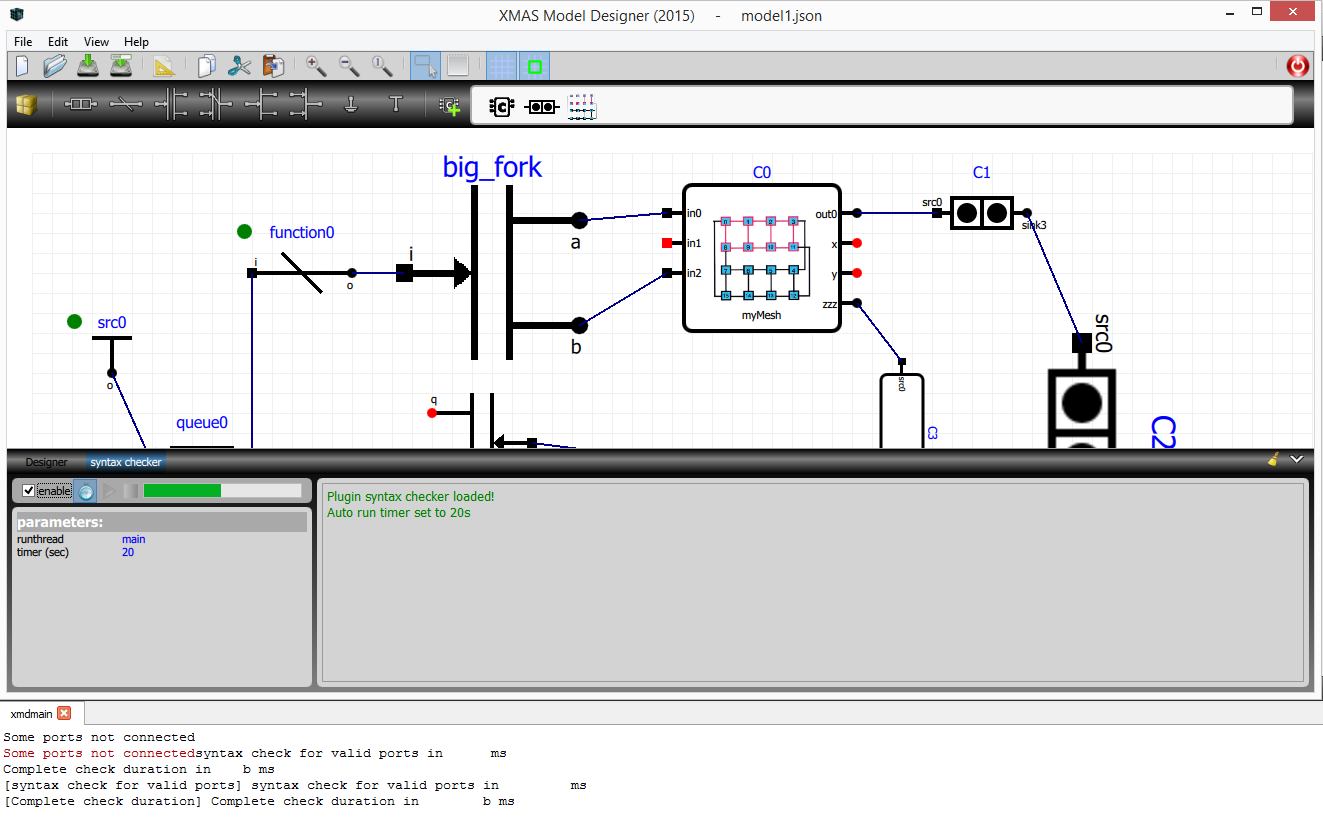 XMAS Model Designer (2015) - model1.json
File Edit View Help
big_fork
C0
C1
function0
i
o
i
a
b
in0
in1
in2
out0
x
y
zzz
myMesh
src0
sink3
src0
src0
o
queue0
q
src0
C3
C2
Designer syntax checker
enable
parameters:
runthread main
timer (sec) 20
Plugin syntax checker loaded!
Auto run timer set to 20s
xmdmain
Some ports not connected
Some ports not connectedsyntax check for valid ports in ms
Complete check duration in b ms
[syntax check for valid ports] syntax check for valid ports in ms
[Complete check duration] Complete check duration in b ms